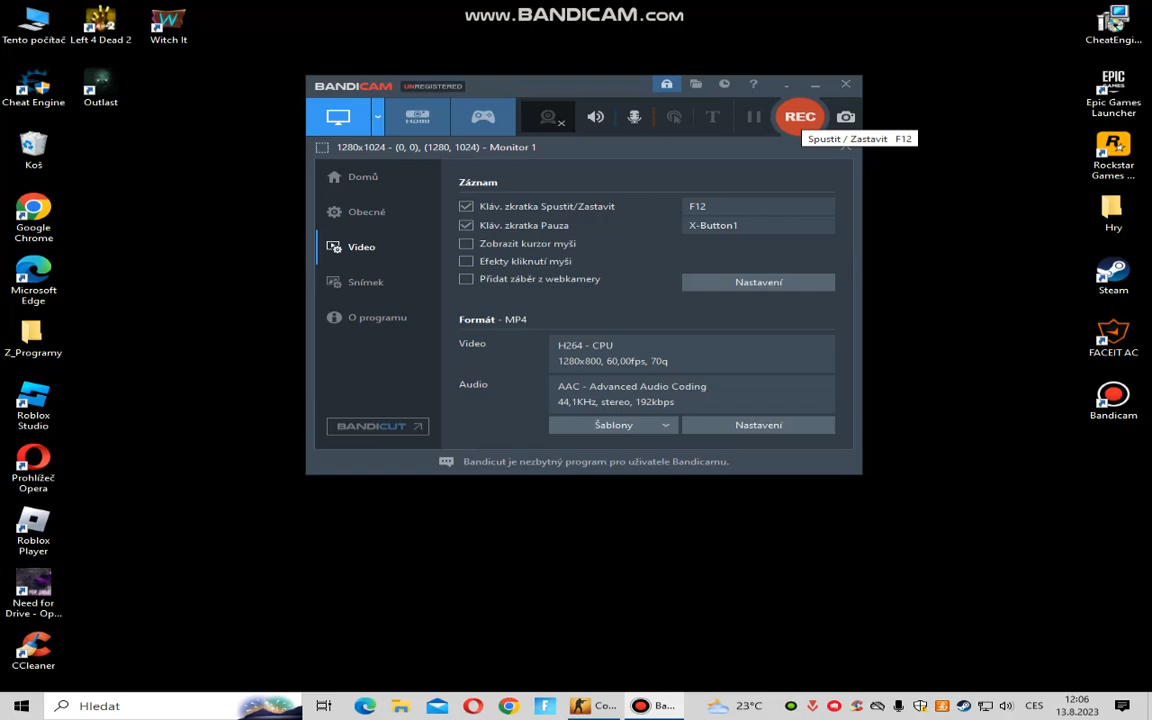 www.BANDICAM.com
Tento počítač
Left 4 Dead 2
Witch It
CheatEngi...
Cheat Engine
Outlast
Epic Games
Launcher
Koš
Rockstar
Games ...
Google
Chrome
Hry
Microsoft
Edge
Steam
Z_Programy
FACEIT AC
Roblox
Studio
Bandicam
Prohlížeč
Opera
Roblox
Player
Need for
Drive - Op...
CCleaner
BANDICAM UNREGISTERED
HDMI
REC
Spustit / Zastavit F12
1280x1024 - (0, 0), (1280, 1024) - Monitor 1
Domů
Obecné
Video
Snímek
O programu
BANDICUT
Záznam
Kláv. zkratka Spustit/Zastavit F12
Kláv. zkratka Pauza X-Button1
Zobrazit kurzor myši
Efekty kliknutí myši
Přidat záběr z webkamery Nastavení
Formát - MP4
Video H264 - CPU
1280x800, 60,00fps, 70q
Audio AAC - Advanced Audio Coding
44,1KHz, stereo, 192kbps
Šablony Nastavení
Bandicut je nezbytný program pro uživatele Bandicamu.
Hledat
Co...
Ba...
23°C
CES
12:06
13.8.2023